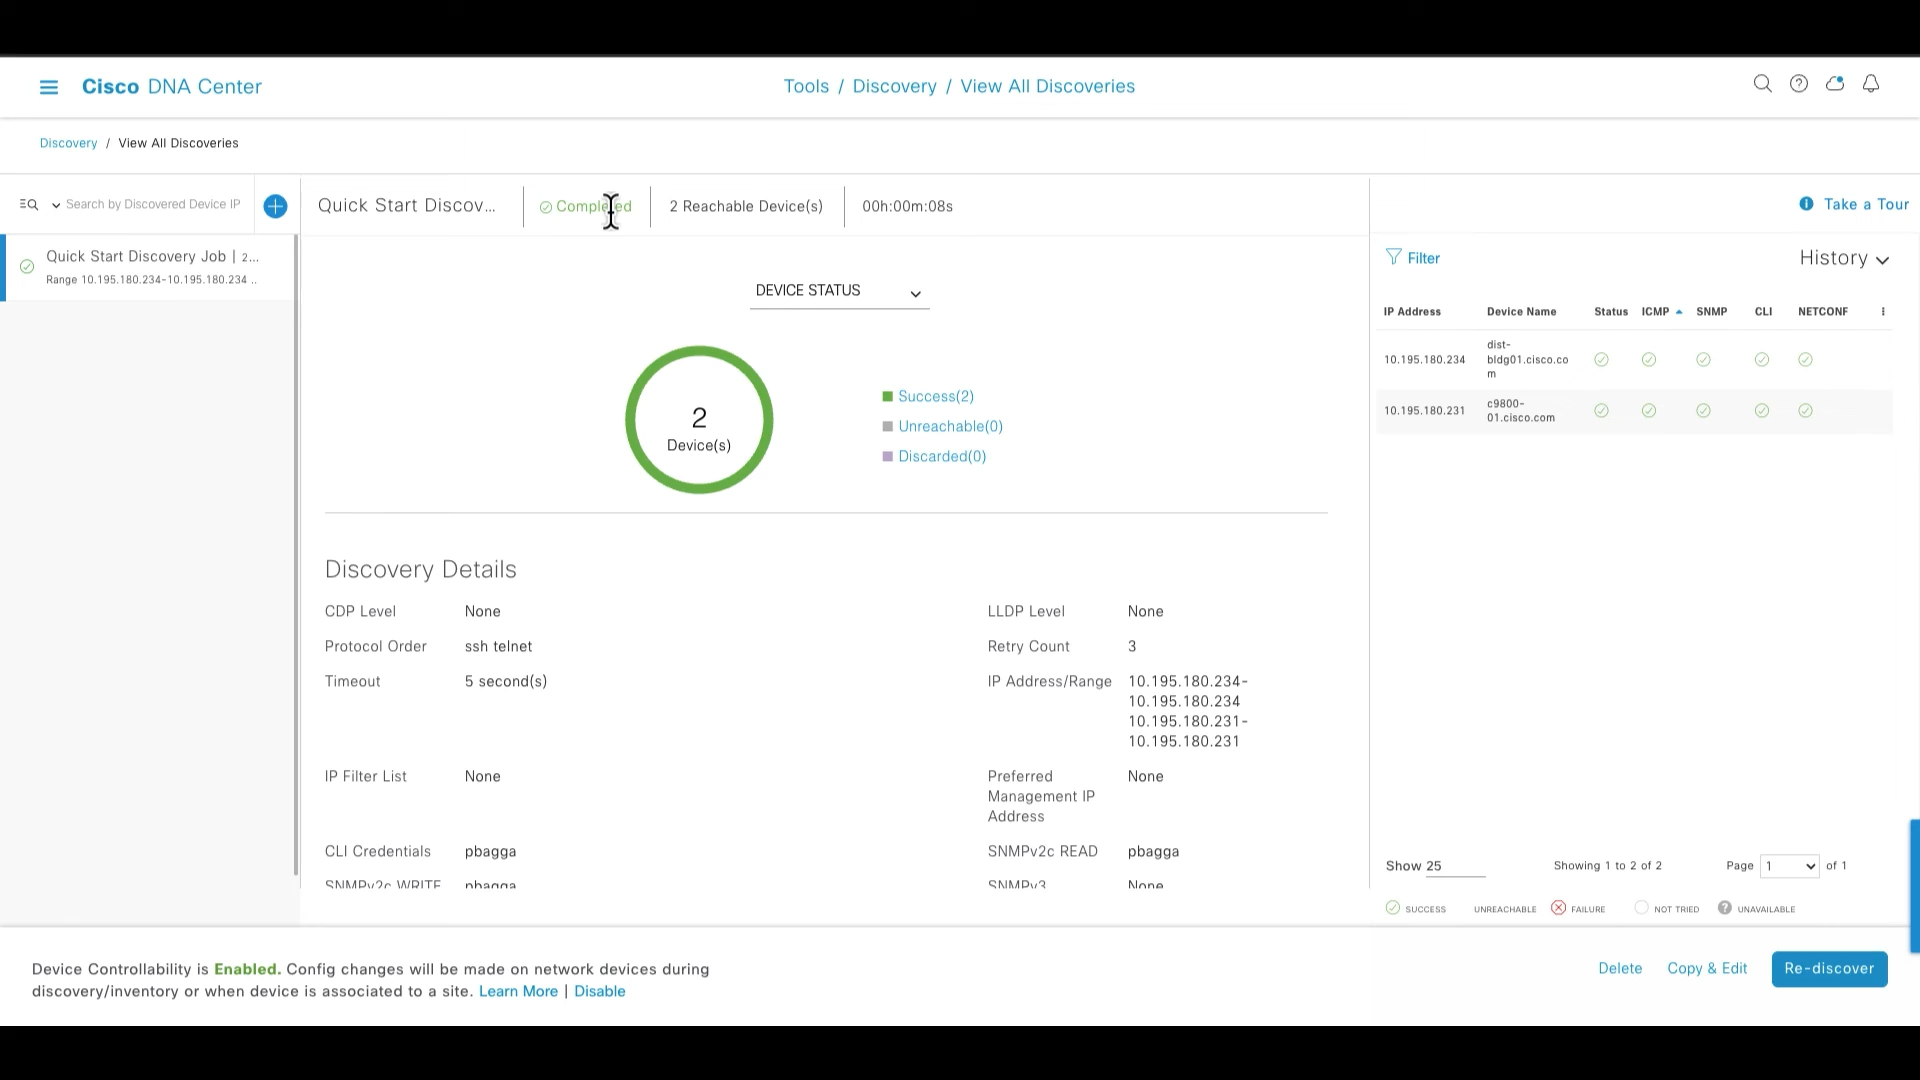 Cisco DNA Center
Tools / Discovery / View All Discoveries
Discovery / View All Discoveries
Search by Discovered Device IP
Quick Start Discovery Job | 2...
Range 10.195.180.234-10.195.180.234 ..
Quick Start Discov...
Completed
2 Reachable Device(s)
00h:00m:08s
DEVICE STATUS
2
Device(s)
Success(2)
Unreachable(0)
Discarded(0)
Discovery Details
CDP Level None
LLDP Level None
Protocol Order ssh telnet
Retry Count 3
Timeout 5 second(s)
IP Address/Range 10.195.180.234-
10.195.180.234
10.195.180.231-
10.195.180.231
IP Filter List None
Preferred None
Management IP
Address
CLI Credentials pbagga
SNMPv2c READ pbagga
SNMPv2c WRITE pbagga
SNMPv3 None
Take a Tour
Filter
History
IP Address Device Name Status ICMP SNMP CLI NETCONF
dist-
10.195.180.234 bldg01.cisco.co
m
c9800-
10.195.180.231
01.cisco.com
Show 25
Showing 1 to 2 of 2
Page 1 of 1
SUCCESS UNREACHABLE FAILURE NOT TRIED UNAVAILABLE
Device Controllability is Enabled. Config changes will be made on network devices during
discovery/inventory or when device is associated to a site. Learn More | Disable
Delete
Copy & Edit
Re-discover